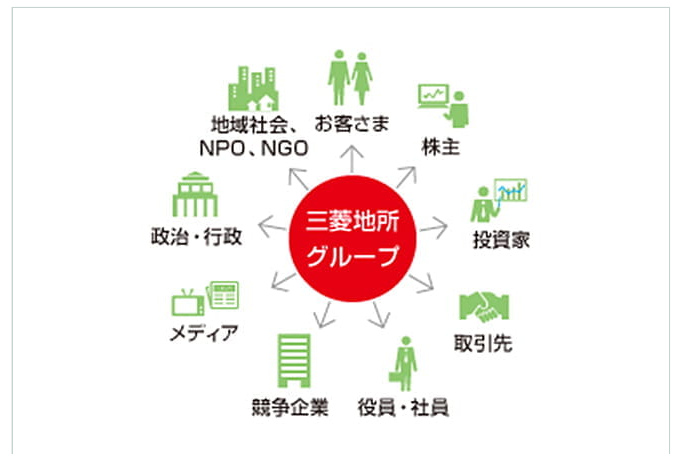 お客さま
株主
投資家
取引先
役員・社員
競争企業
メディア
政治・行政
地域社会、
NPO、NGO
三菱地所
グループ